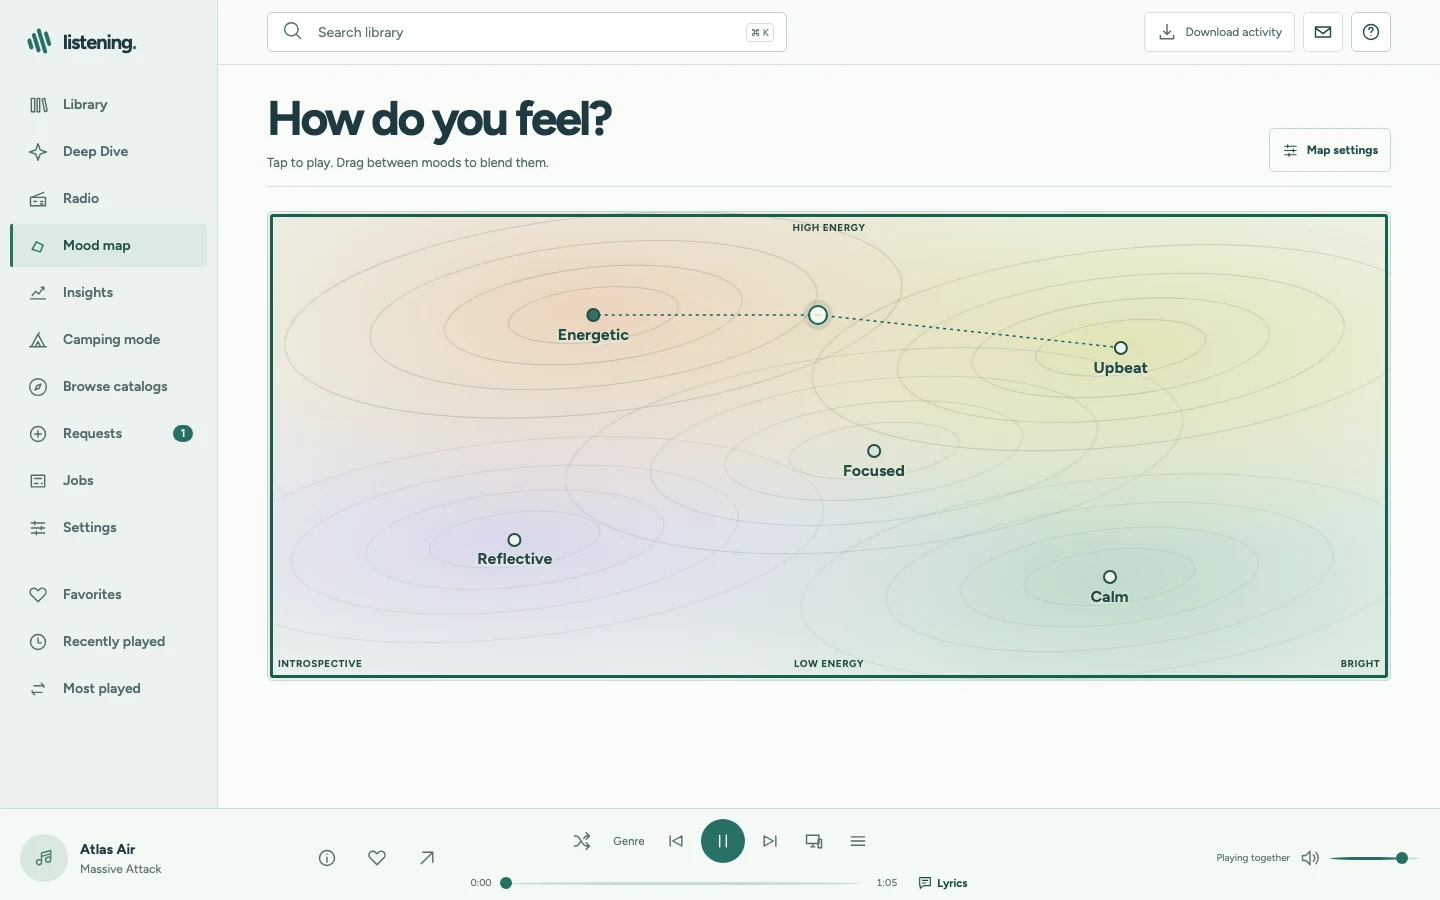 listening.
Search library
⌘ K
Download activity
Library
Deep Dive
Radio
Mood map
Insights
Camping mode
Browse catalogs
Requests
1
Jobs
Settings
Favorites
Recently played
Most played
How do you feel?
Tap to play. Drag between moods to blend them.
Map settings
HIGH ENERGY
Energetic
Upbeat
Focused
Reflective
Calm
INTROSPECTIVE
LOW ENERGY
BRIGHT
Atlas Air
Massive Attack
Genre
0:00
1:05
Lyrics
Playing together